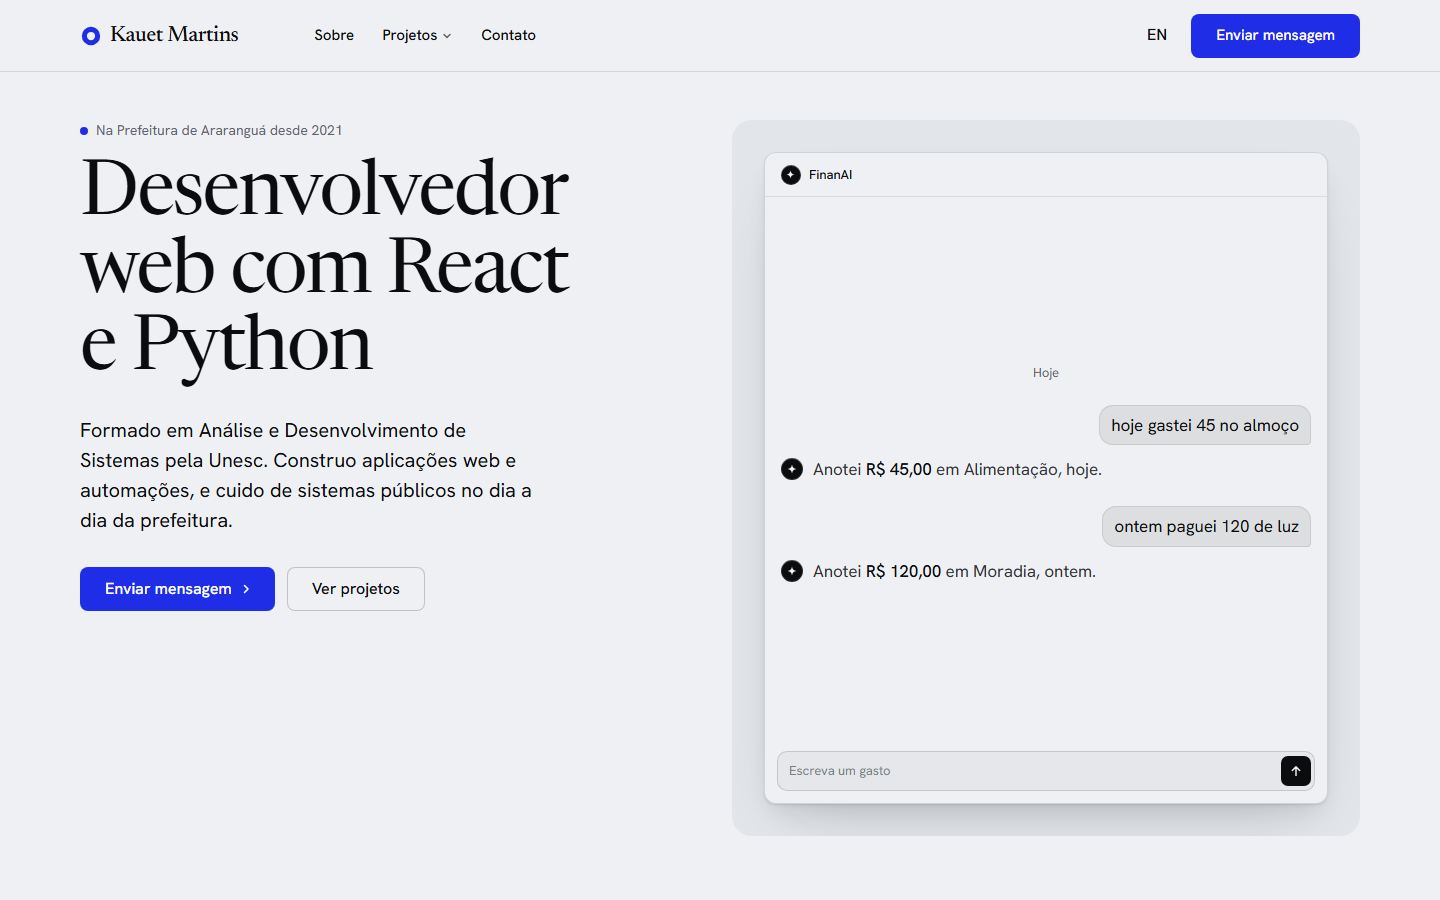 Kauet Martins
Sobre
Projetos
Contato
EN
Enviar mensagem
Na Prefeitura de Araranguá desde 2021
Desenvolvedor
web com React
e Python
Formado em Análise e Desenvolvimento de
Sistemas pela Unesc. Construo aplicações web e
automações, e cuido de sistemas públicos no dia a
dia da prefeitura.
Enviar mensagem
Ver projetos
FinanAI
Hoje
hoje gastei 45 no almoço
Anotei R$ 45,00 em Alimentação, hoje.
ontem paguei 120 de luz
Anotei R$ 120,00 em Moradia, ontem.
Escreva um gasto